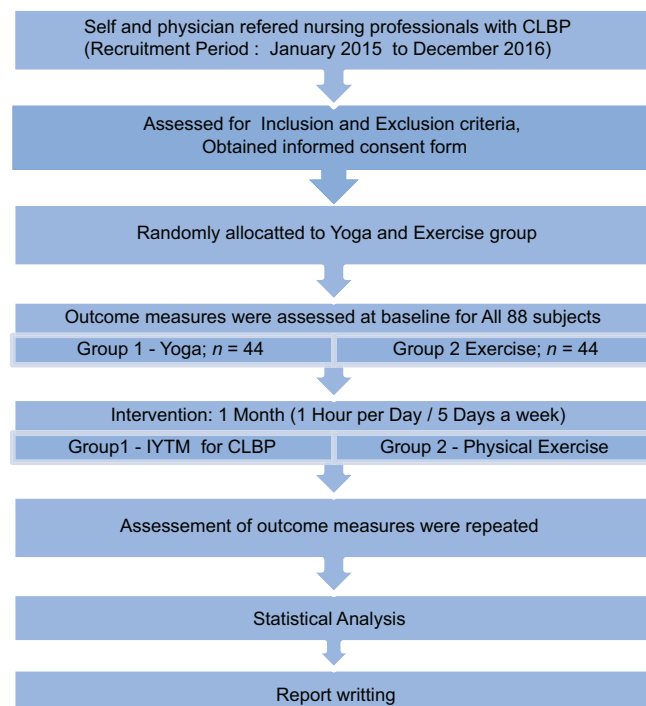 Self and physician refered nursing professionals with CLBP
(Recruitment Period : January 2015 to December 2016)
Assessed for Inclusion and Exclusion criteria,
Obtained informed consent form
Randomly allocatted to Yoga and Exercise group
Outcome measures were assessed at baseline for All 88 subjects
Group 1 - Yoga; n = 44
Group 2 Exercise; n = 44
Intervention: 1 Month (1 Hour per Day / 5 Days a week)
Group1 - IYTM for CLBP
Group 2 - Physical Exercise
Assessement of outcome measures were repeated
Statistical Analysis
Report writting